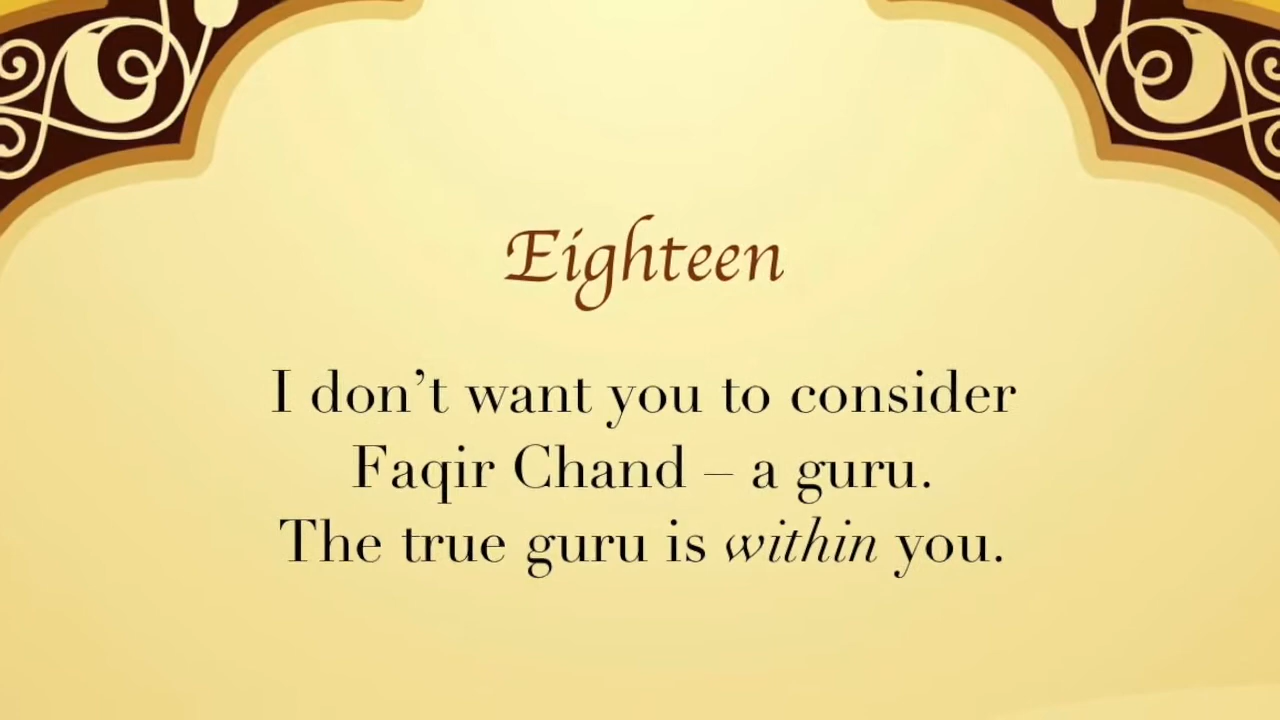 Eighteen
I don’t want you to consider
Faqir Chand – a guru.
The true guru is within you.